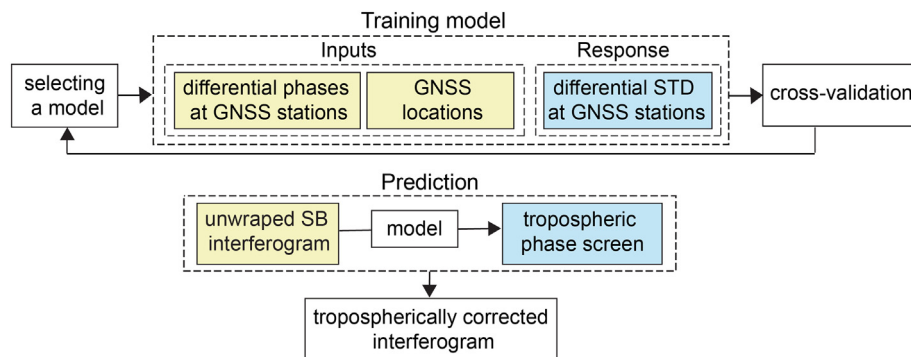 Training model
Inputs
Response
selecting
a model
differential phases
at GNSS stations
GNSS
locations
differential STD
at GNSS stations
cross-validation
Prediction
unwraped SB
interferogram
model
tropospheric
phase screen
tropospherically corrected
interferogram